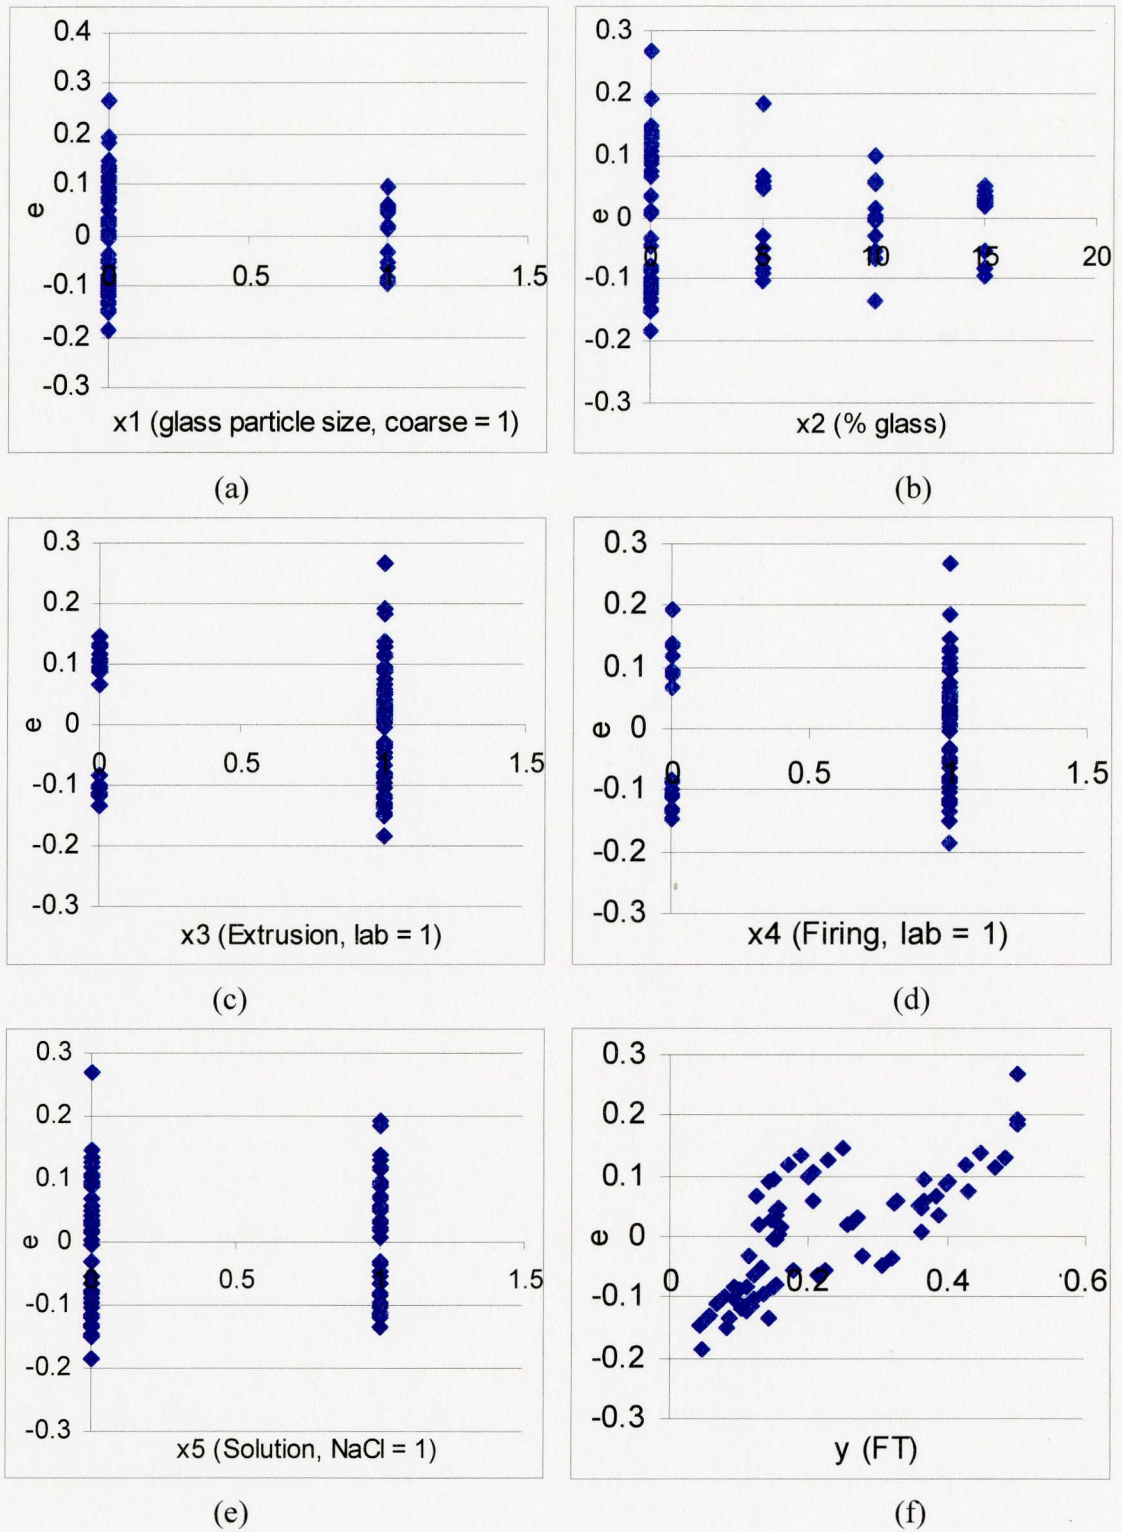 0.4
0.3
0.2
0.1
e
0
-0.1
-0.2
-0.3
0 0.5 1 1.5
x1 (glass particle size, coarse = 1)
(a)
0.3
0.2
0.1
e 0
-0.1
-0.2
-0.3
0 5 10 15 20
x2 (% glass)
(b)
0.3
0.2
0.1
e 0
-0.1
-0.2
-0.3
0 0.5 1 1.5
x3 (Extrusion, lab = 1)
(c)
0.3
0.2
0.1
e 0
-0.1
-0.2
-0.3
0 0.5 1 1.5
x4 (Firing, lab = 1)
(d)
0.3
0.2
0.1
e 0
-0.1
-0.2
-0.3
0 0.5 1 1.5
x5 (Solution, NaCl = 1)
(e)
0.3
0.2
0.1
e 0
-0.1
-0.2
-0.3
0 0.2 0.4 0.6
y (FT)
(f)